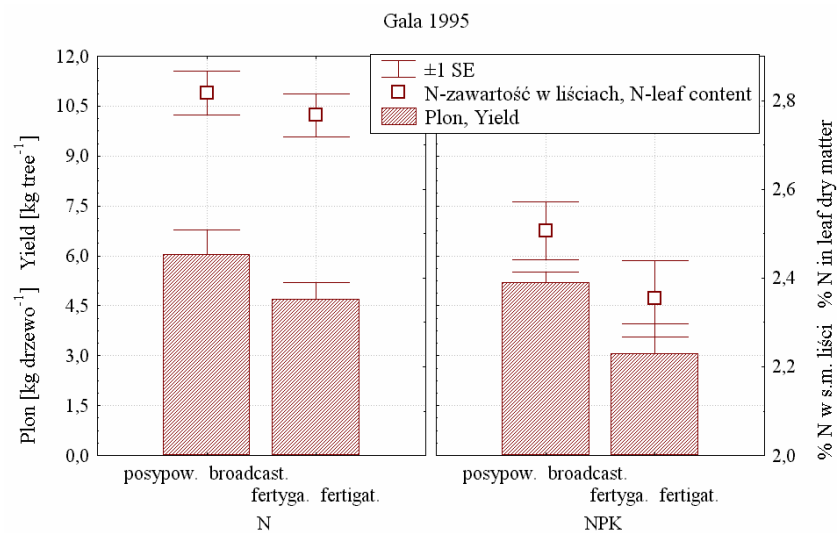 Gala 1995
±1 SE
N-zawartość w liściach, N-leaf content
Plon, Yield
12,0
10,5
9,0
7,5
6,0
4,5
3,0
1,5
0,0
Plon [kg drzewo⁻¹] Yield [kg tree⁻¹]
2,8
2,6
2,4
2,2
2,0
% N w s.m. liści % N in leaf dry matter
posypow. broadcast.
fertyga. fertigat.
N
posypow. broadcast.
fertyga. fertigat.
NPK